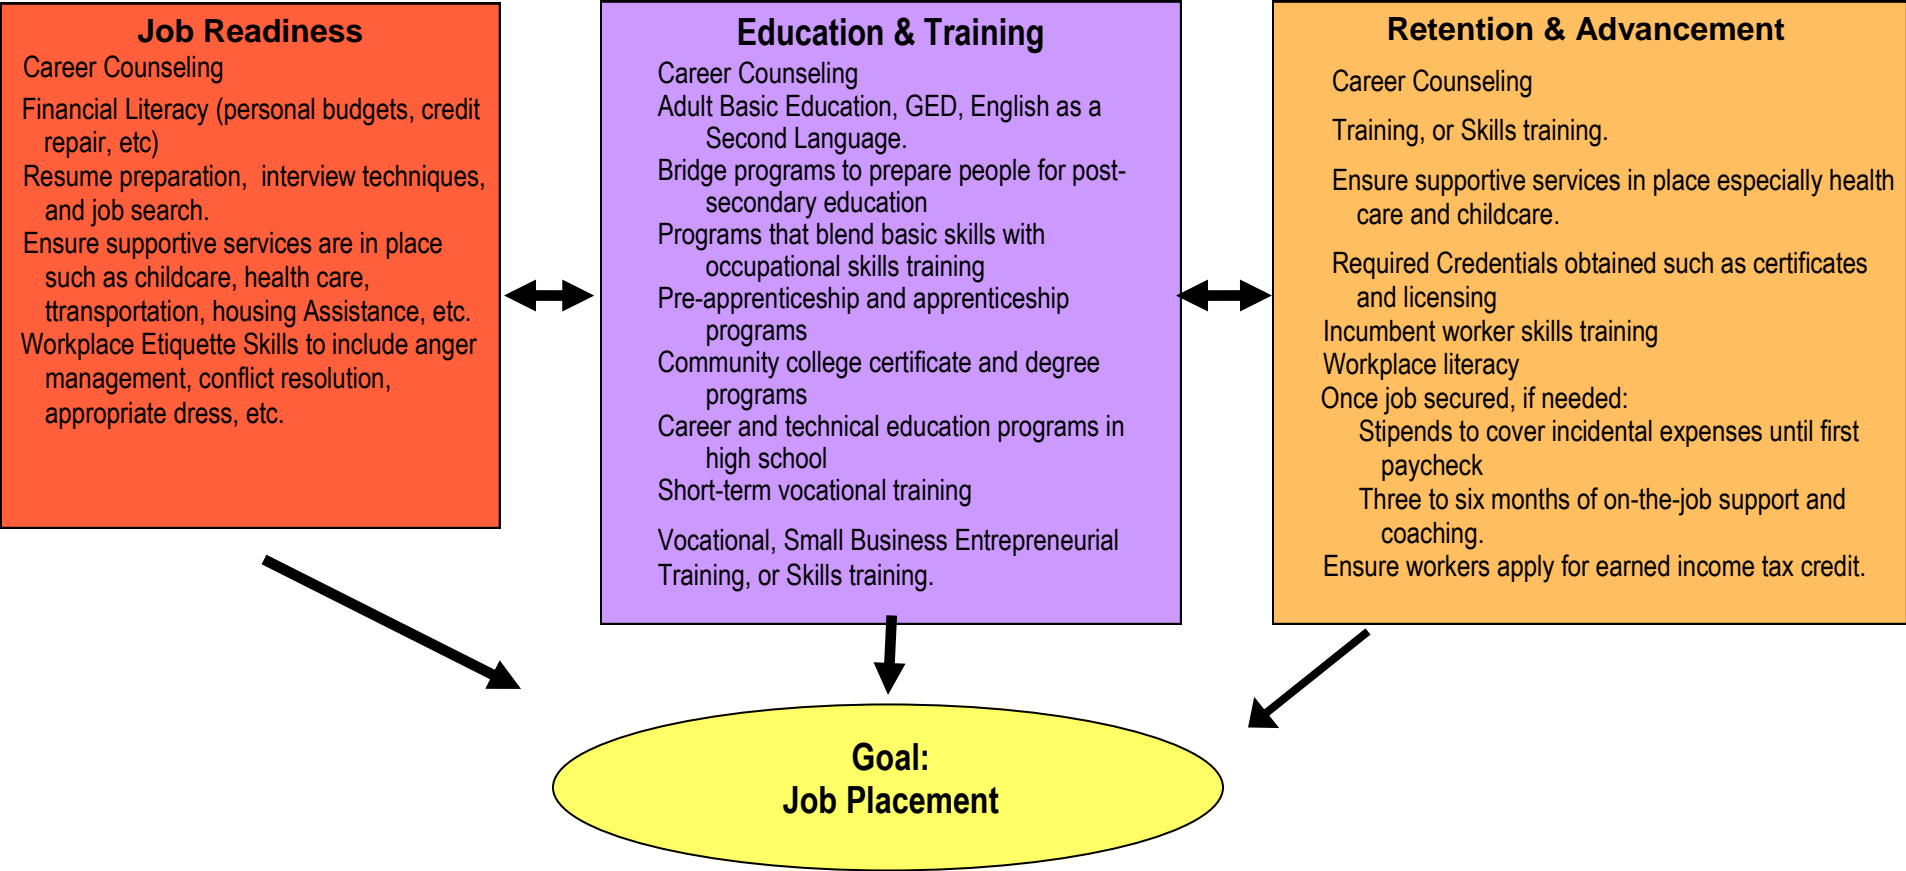 Job Readiness
Career Counseling
Financial Literacy (personal budgets, credit
repair, etc)
Resume preparation, interview techniques,
and job search.
Ensure supportive services are in place
such as childcare, health care,
ttransportation, housing Assistance, etc.
Workplace Etiquette Skills to include anger
management, conflict resolution,
appropriate dress, etc.
Education & Training
Career Counseling
Adult Basic Education, GED, English as a
Second Language.
Bridge programs to prepare people for post-
secondary education
Programs that blend basic skills with
occupational skills training
Pre-apprenticeship and apprenticeship
programs
Community college certificate and degree
programs
Career and technical education programs in
high school
Short-term vocational training
Vocational, Small Business Entrepreneurial
Training, or Skills training.
Retention & Advancement
Career Counseling
Training, or Skills training.
Ensure supportive services in place especially health
care and childcare.
Required Credentials obtained such as certificates
and licensing
Incumbent worker skills training
Workplace literacy
Once job secured, if needed:
Stipends to cover incidental expenses until first
paycheck
Three to six months of on-the-job support and
coaching.
Ensure workers apply for earned income tax credit.
Goal:
Job Placement